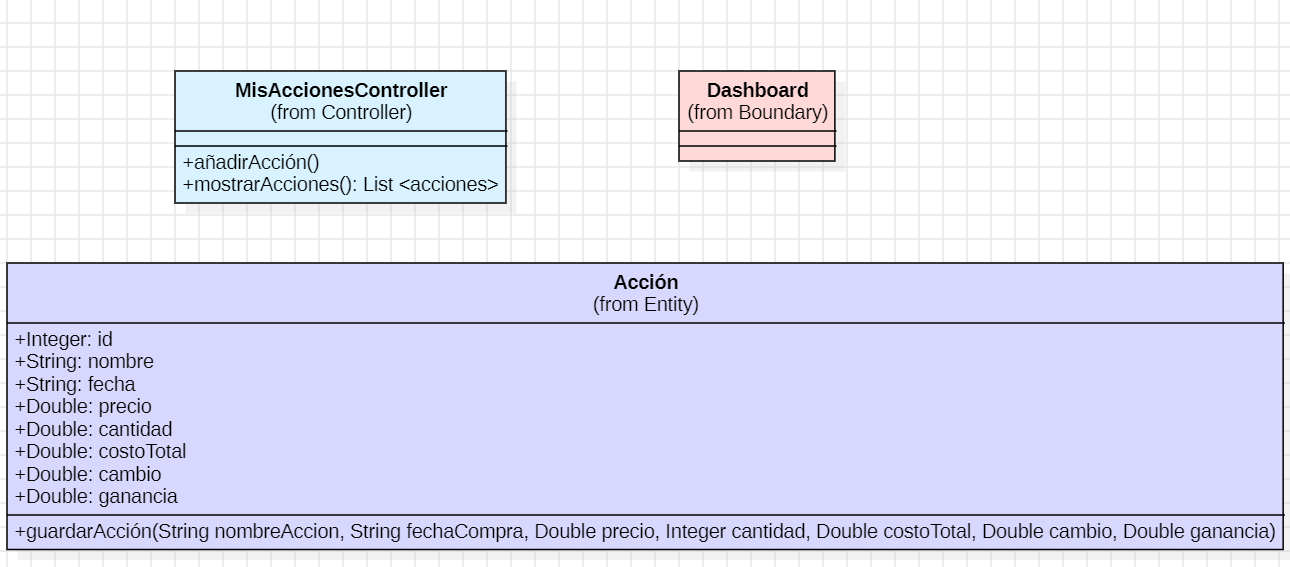 MisAccionesController
(from Controller)
+añadirAcción()
+mostrarAcciones(): List <acciones>
Dashboard
(from Boundary)
Acción
(from Entity)
+Integer: id
+String: nombre
+String: fecha
+Double: precio
+Double: cantidad
+Double: costoTotal
+Double: cambio
+Double: ganancia
+guardarAcción(String nombreAccion, String fechaCompra, Double precio, Integer cantidad, Double costoTotal, Double cambio, Double ganancia)